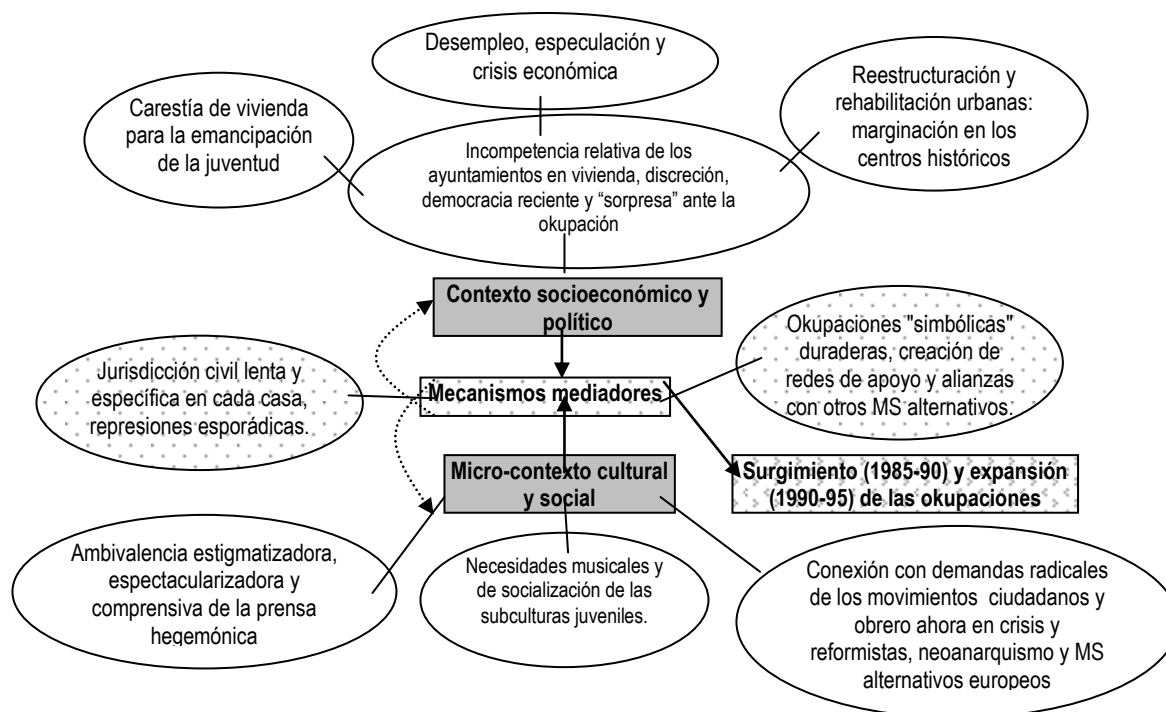 Desempleo, especulación y
crisis económica
Carestía de vivienda
para la emancipación
de la juventud
Reestructuración y
rehabilitación urbanas:
marginación en los
centros históricos
Incompetencia relativa de los
ayuntamientos en vivienda, discreción,
democracia reciente y “sorpresa” ante la
okupación
Contexto socioeconómico y
político
Jurisdicción civil lenta y
específica en cada casa,
represiones esporádicas.
Mecanismos mediadores
Okupaciones "simbólicas"
duraderas, creación de
redes de apoyo y alianzas
con otros MS alternativos.
Micro-contexto cultural
y social
Surgimiento (1985-90) y expansión
(1990-95) de las okupaciones
Ambivalencia estigmatizadora,
espectacularizadora y
comprensiva de la prensa
hegemónica
Necesidades musicales y
de socialización de las
subculturas juveniles.
Conexión con demandas radicales
de los movimientos ciudadanos y
obrero ahora en crisis y
reformistas, neoanarquismo y MS
alternativos europeos